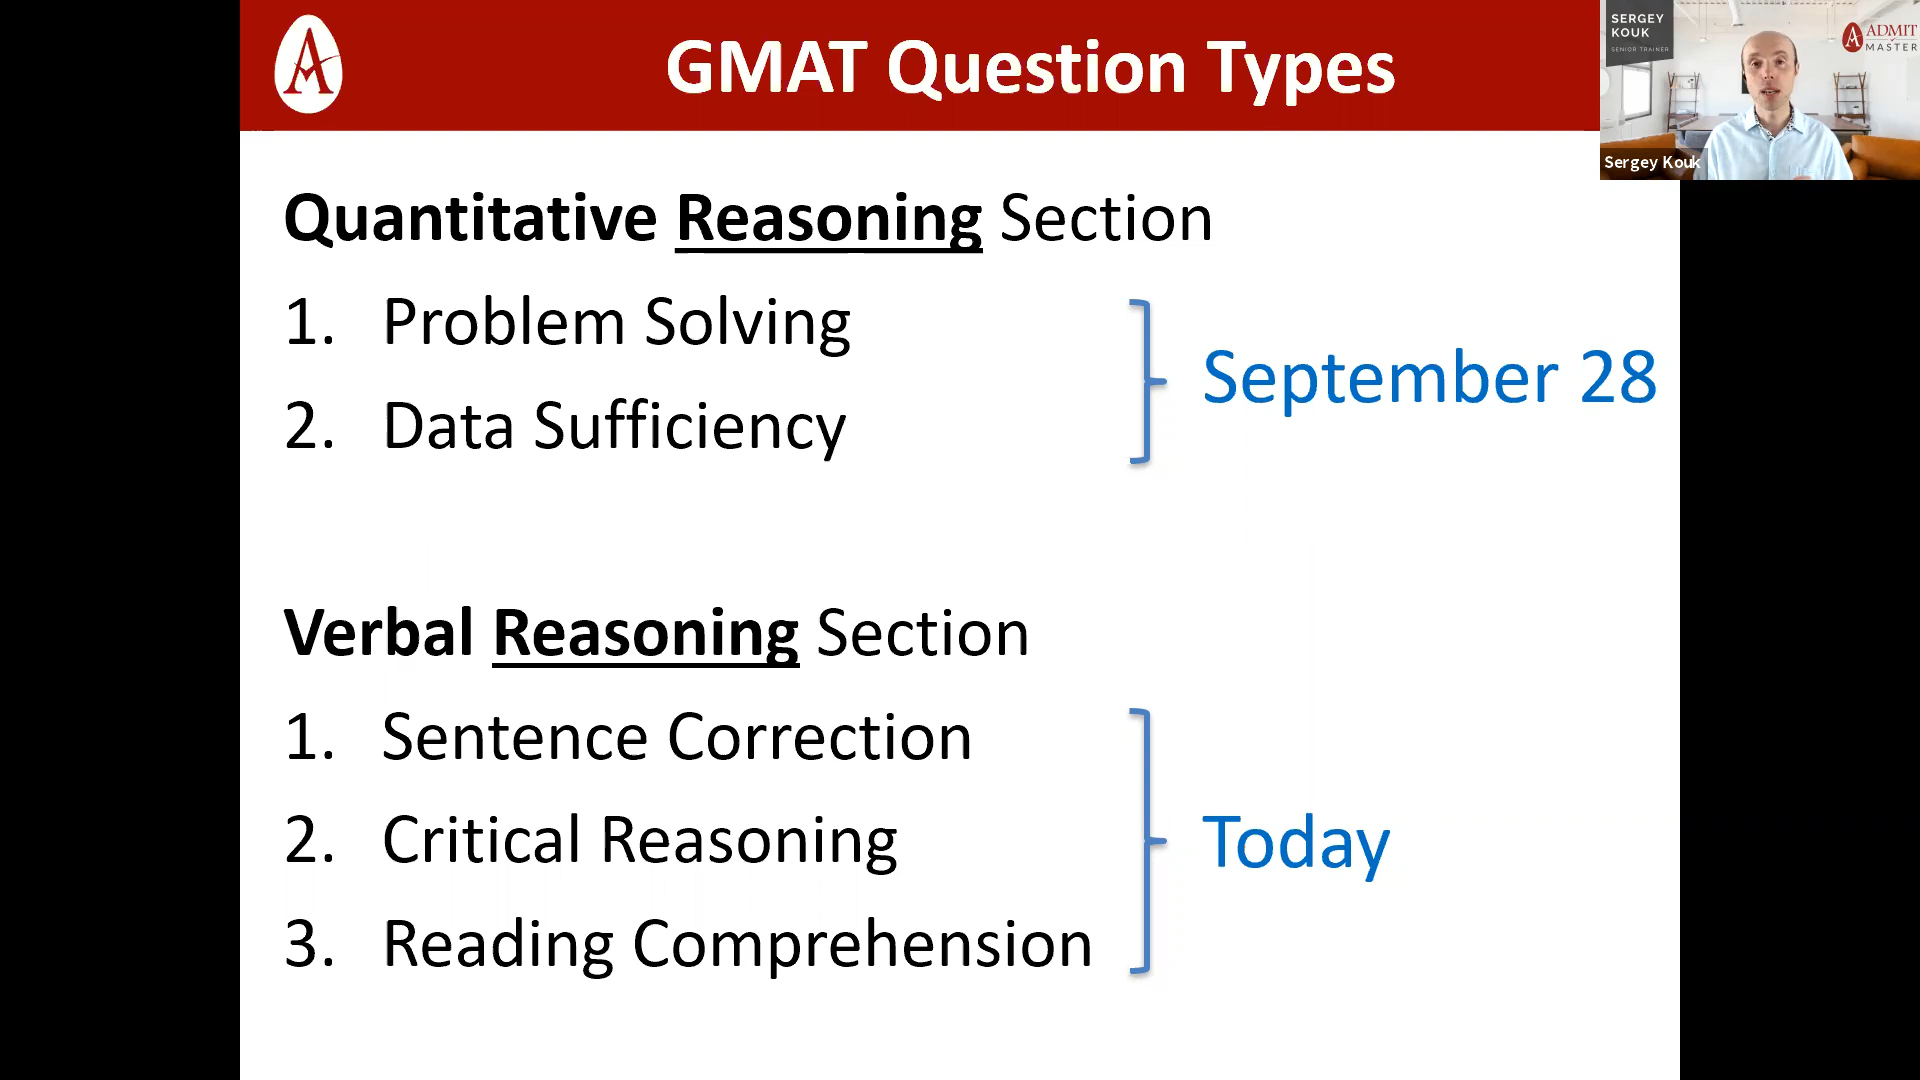 GMAT Question Types
SERGEY
KOUK
SENIOR TRAINER
ADMIT
MASTER
Sergey Kouk
Quantitative Reasoning Section
1. Problem Solving
2. Data Sufficiency
September 28
Verbal Reasoning Section
1. Sentence Correction
2. Critical Reasoning
3. Reading Comprehension
Today